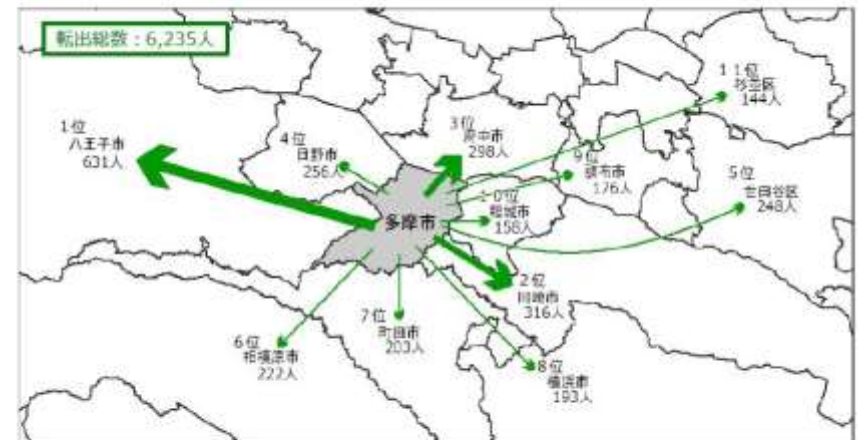 転出総数：6,235人
1位
八王子市
631人
4位
日野市
256人
3位
府中市
298人
11位
杉並区
144人
9位
調布市
176人
5位
世田谷区
248人
10位
稲城市
158人
多摩市
2位
川崎市
316人
6位
相模原市
222人
7位
町田市
203人
8位
横浜市
193人